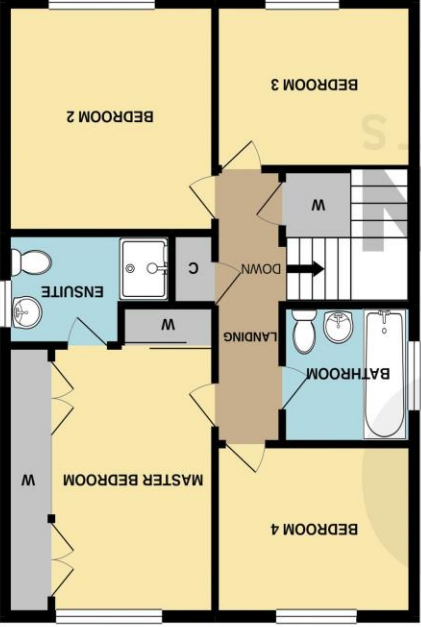 BEDROOM 4
MASTER BEDROOM
W
BATHROOM
LANDING
W
ENSUITE
DOWN
C
W
BEDROOM 2
BEDROOM 3